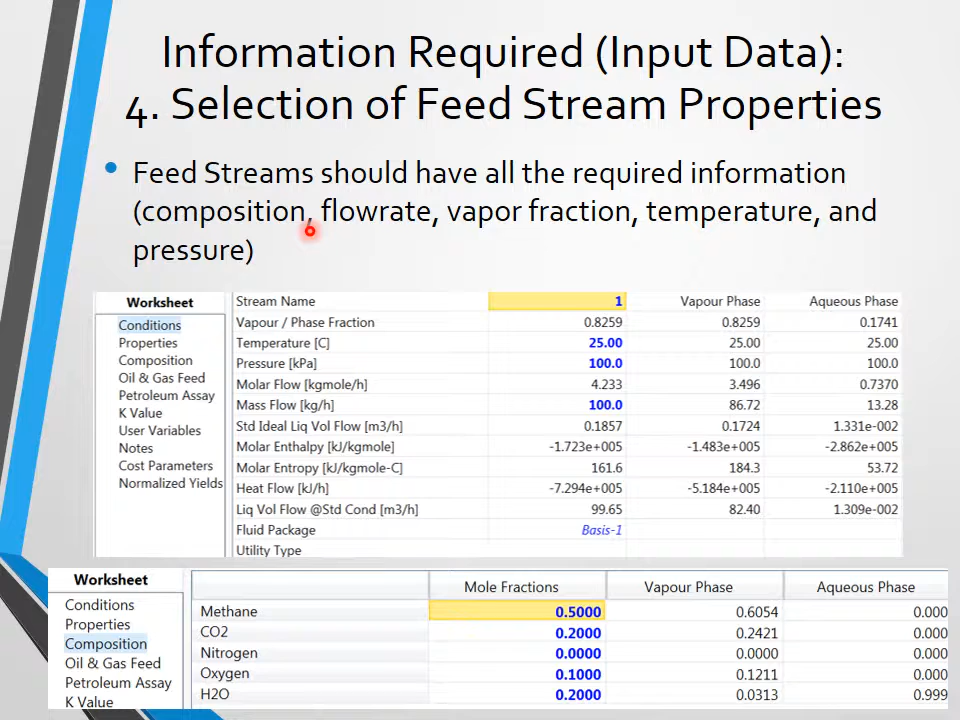 Information Required (Input Data):
4. Selection of Feed Stream Properties
• Feed Streams should have all the required information
(composition, flowrate, vapor fraction, temperature, and
pressure)
Worksheet
Conditions
Properties
Composition
Oil & Gas Feed
Petroleum Assay
K Value
User Variables
Notes
Cost Parameters
Normalized Yields
Stream Name 1 Vapour Phase Aqueous Phase
Vapour / Phase Fraction 0.8259 0.8259 0.1741
Temperature [C] 25.00 25.00 25.00
Pressure [kPa] 100.0 100.0 100.0
Molar Flow [kgmole/h] 4.233 3.496 0.7370
Mass Flow [kg/h] 100.0 86.72 13.28
Std Ideal Liq Vol Flow [m3/h] 0.1857 0.1724 1.331e-002
Molar Enthalpy [kJ/kgmole] -1.723e+005 -1.483e+005 -2.862e+005
Molar Entropy [kJ/kgmole-C] 161.6 184.3 53.72
Heat Flow [kJ/h] -7.294e+005 -5.184e+005 -2.110e+005
Liq Vol Flow @Std Cond [m3/h] 99.65 82.40 1.309e-002
Fluid Package Basis-1
Utility Type
Worksheet
Conditions
Properties
Composition
Oil & Gas Feed
Petroleum Assay
K Value
Mole Fractions Vapour Phase Aqueous Phase
Methane 0.5000 0.6054 0.000
CO2 0.2000 0.2421 0.000
Nitrogen 0.0000 0.0000 0.000
Oxygen 0.1000 0.1211 0.000
H2O 0.2000 0.0313 0.999